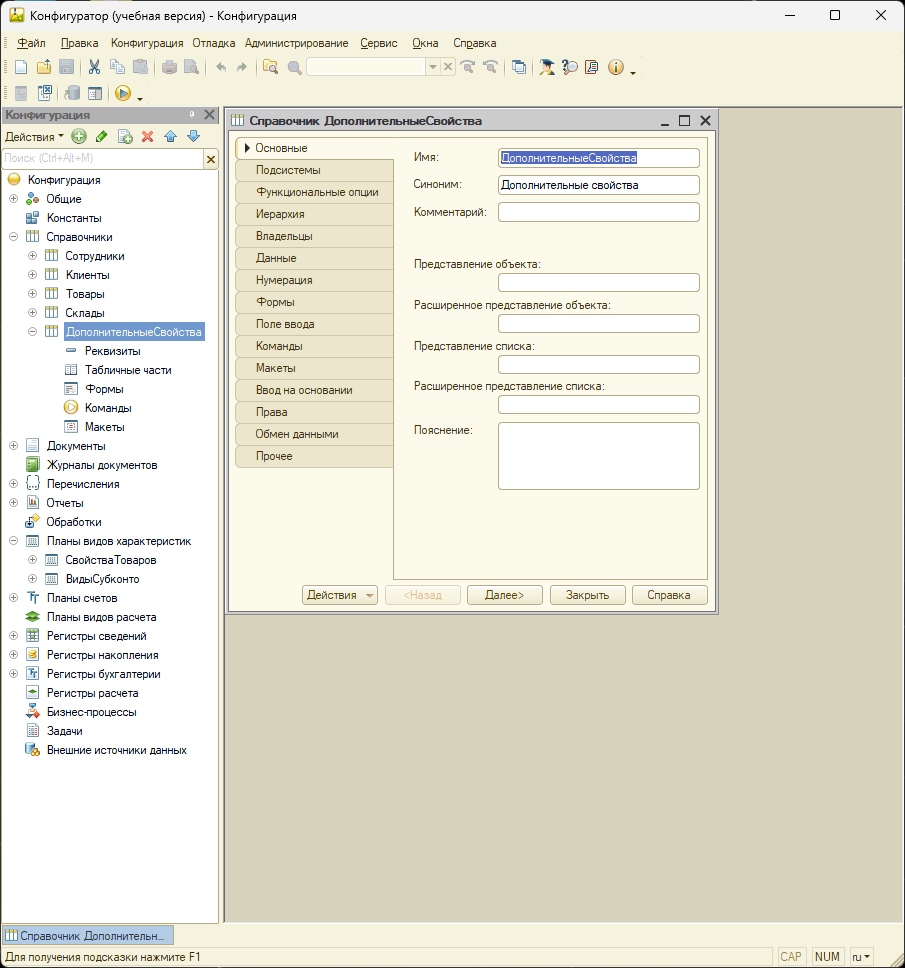 Конфигуратор (учебная версия) - Конфигурация
Файл Правка Конфигурация Отладка Администрирование Сервис Окна Справка
Конфигурация
Действия
Поиск (Ctrl+Alt+M)
Конфигурация
Общие
Константы
Справочники
Сотрудники
Клиенты
Товары
Склады
ДополнительныеСвойства
Реквизиты
Табличные части
Формы
Команды
Макеты
Документы
Журналы документов
Перечисления
Отчеты
Обработки
Планы видов характеристик
СвойстваТоваров
ВидыСубконто
Планы счетов
Планы видов расчета
Регистры сведений
Регистры накопления
Регистры бухгалтерии
Регистры расчета
Бизнес-процессы
Задачи
Внешние источники данных
Справочник ДополнительныеСвойства
Основные
Подсистемы
Функциональные опции
Иерархия
Владельцы
Данные
Нумерация
Формы
Поле ввода
Команды
Макеты
Ввод на основании
Права
Обмен данными
Прочее
Имя: ДополнительныеСвойства
Синоним: Дополнительные свойства
Комментарий:
Представление объекта:
Расширенное представление объекта:
Представление списка:
Расширенное представление списка:
Пояснение:
Действия <Назад Далее> Закрыть Справка
Справочник Дополнительн...
Для получения подсказки нажмите F1 CAP NUM ru